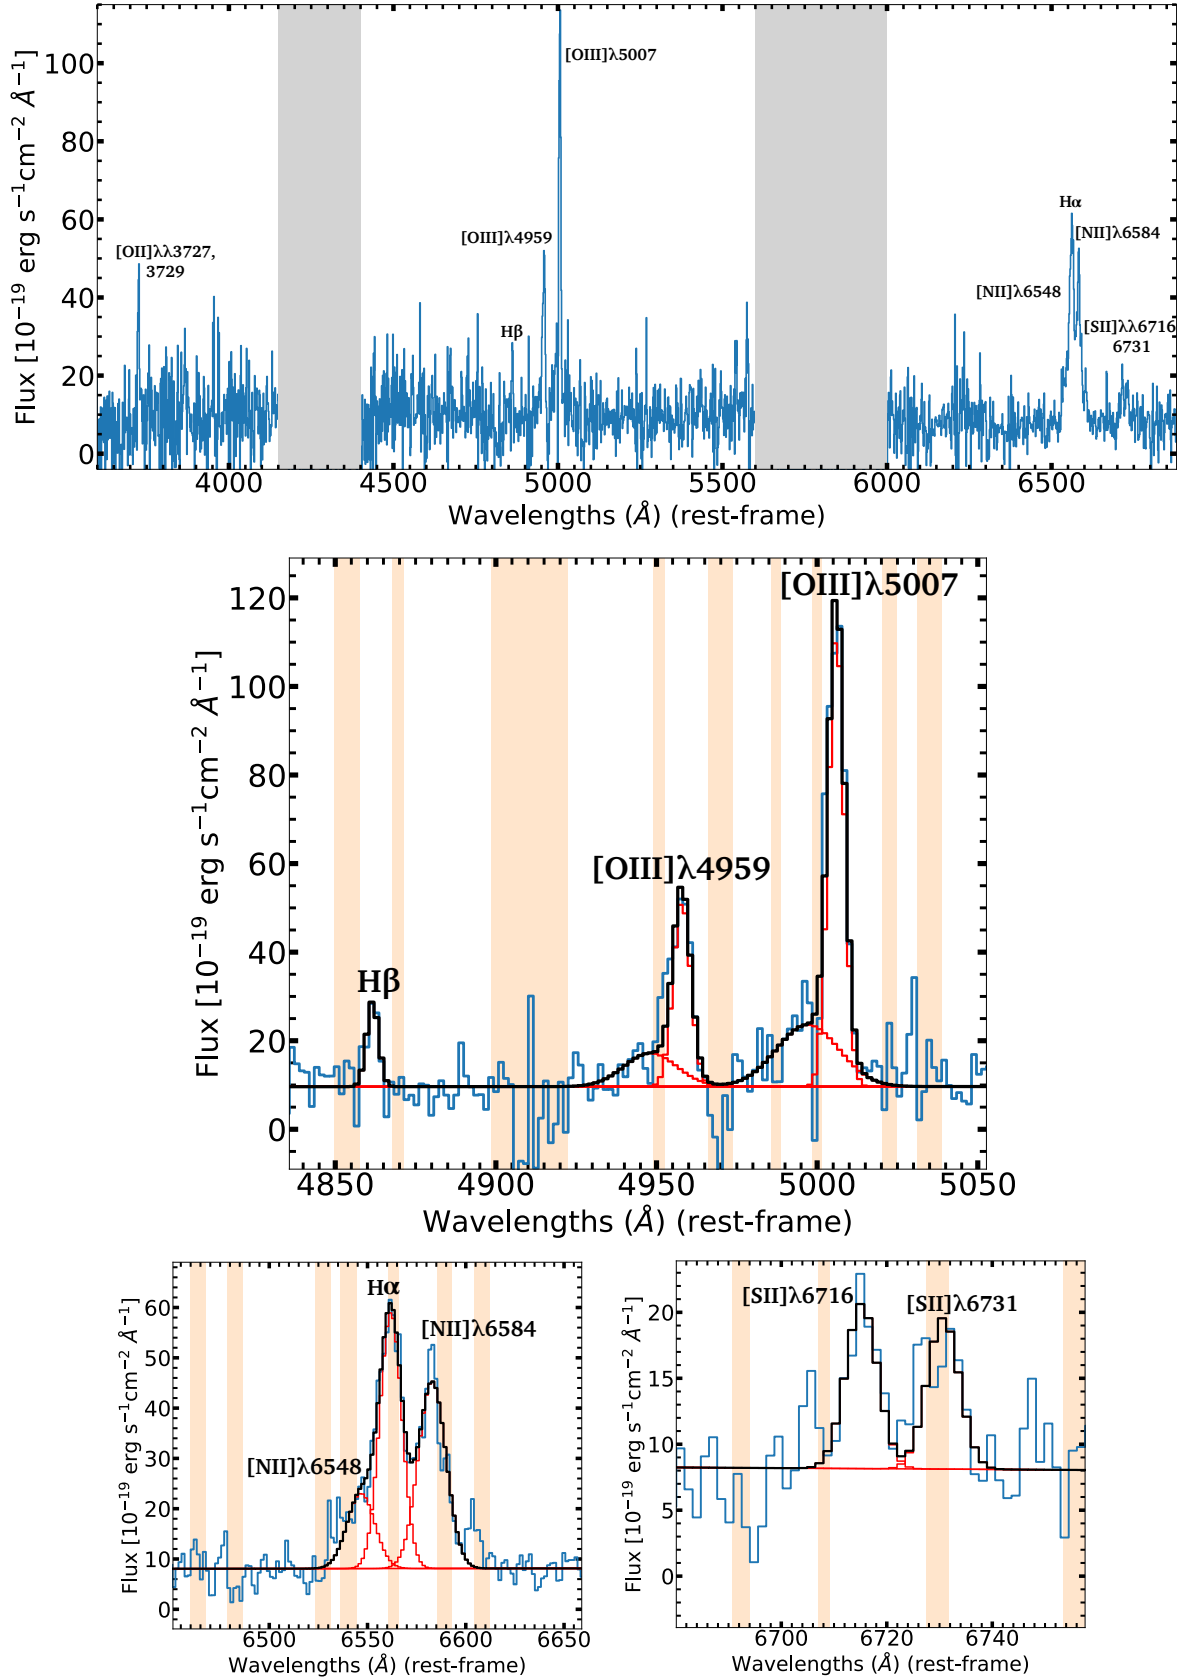 [OIII]λ5007
[OII]λλ3727,
3729
[OIII]λ4959
Hβ
Hα
[NII]λ6584
[NII]λ6548
[SII]λλ6716
6731
Flux [10⁻¹⁹ erg s⁻¹cm⁻² Å⁻¹]
0
20
40
60
80
100
4000 4500 5000 5500 6000 6500
Wavelengths (Å) (rest-frame)
[OIII]λ5007
[OIII]λ4959
Hβ
Flux [10⁻¹⁹ erg s⁻¹cm⁻² Å⁻¹]
120
100
80
60
40
20
0
4850 4900 4950 5000 5050
Wavelengths (Å) (rest-frame)
Hα
[NII]λ6584
[NII]λ6548
Flux [10⁻¹⁹ erg s⁻¹cm⁻² Å⁻¹]
60
50
40
30
20
10
0
6500 6550 6600 6650
Wavelengths (Å) (rest-frame)
[SII]λ6716
[SII]λ6731
Flux [10⁻¹⁹ erg s⁻¹cm⁻² Å⁻¹]
20
15
10
5
0
6700 6720 6740
Wavelengths (Å) (rest-frame)